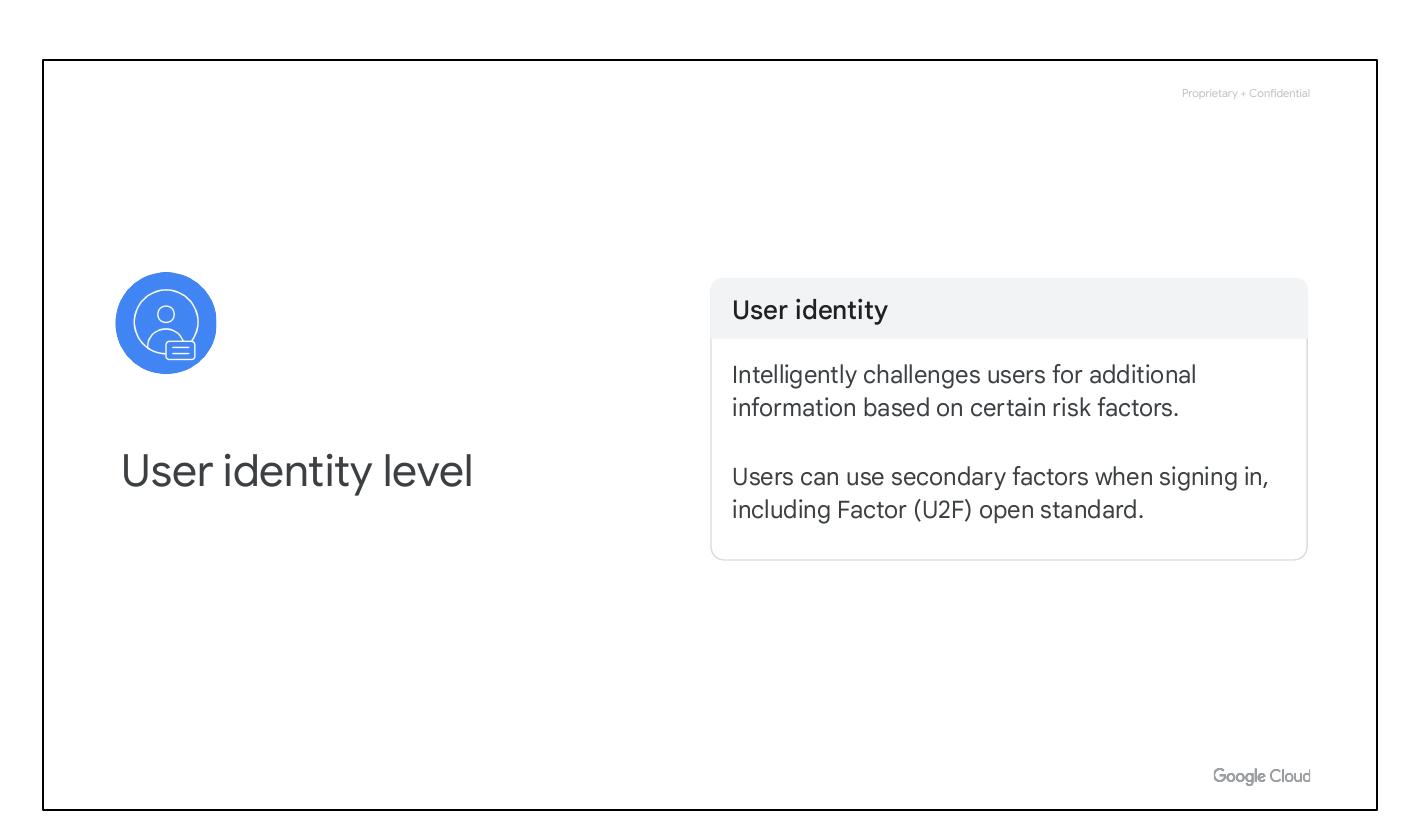 Proprietary + Confidential
User identity level
User identity
Intelligently challenges users for additional
information based on certain risk factors.
Users can use secondary factors when signing in,
including Factor (U2F) open standard.
Google Cloud